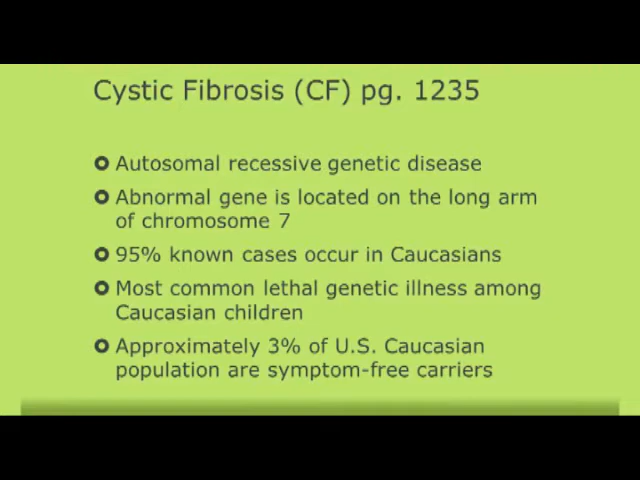 Cystic Fibrosis (CF) pg. 1235
Autosomal recessive genetic disease
Abnormal gene is located on the long arm
of chromosome 7
95% known cases occur in Caucasians
Most common lethal genetic illness among
Caucasian children
Approximately 3% of U.S. Caucasian
population are symptom-free carriers